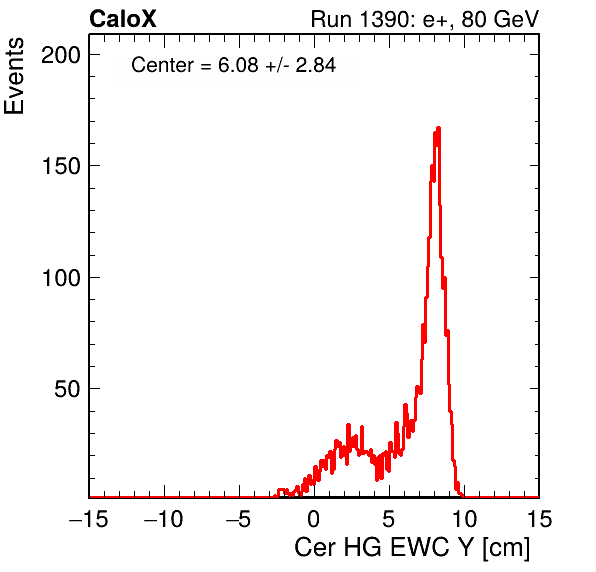 CaloX Run 1390: e+, 80 GeV
Events
Center = 6.08 +/- 2.84
200
150
100
50
−15 −10 −5 0 5 10 15
Cer HG EWC Y [cm]